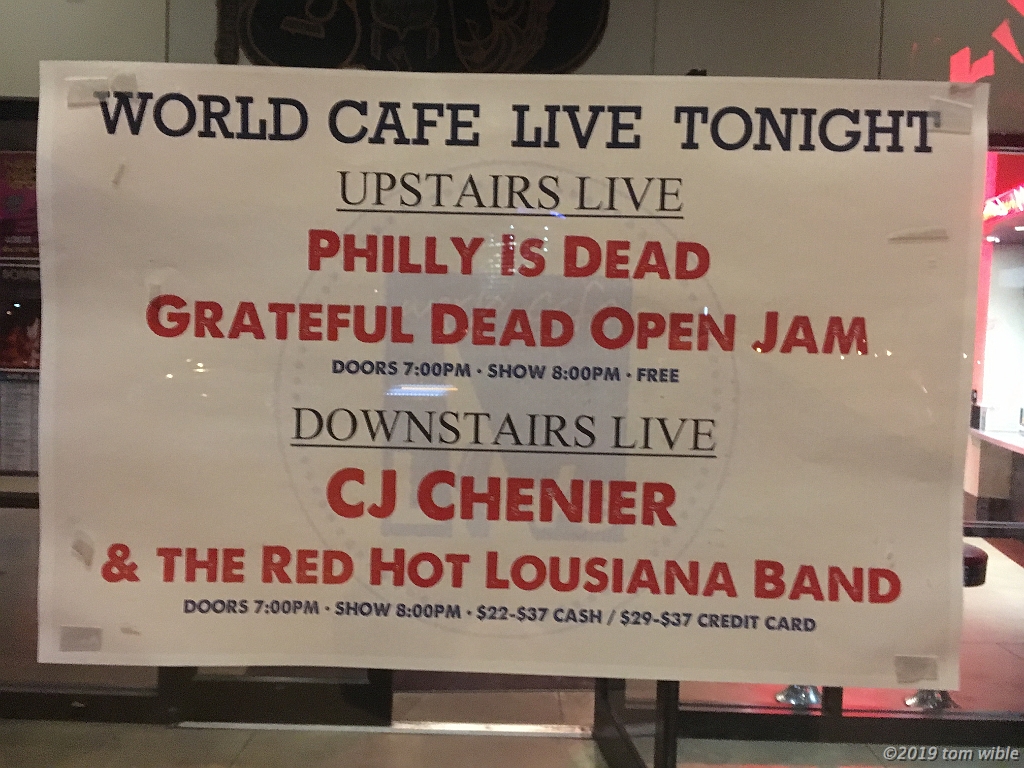 WORLD CAFE LIVE TONIGHT
UPSTAIRS LIVE
PHILLY IS DEAD
GRATEFUL DEAD OPEN JAM
DOORS 7:00PM · SHOW 8:00PM · FREE
DOWNSTAIRS LIVE
CJ CHENIER
& THE RED HOT LOUSIANA BAND
DOORS 7:00PM · SHOW 8:00PM · $22-$37 CASH / $29-$37 CREDIT CARD
©2019 tom wible